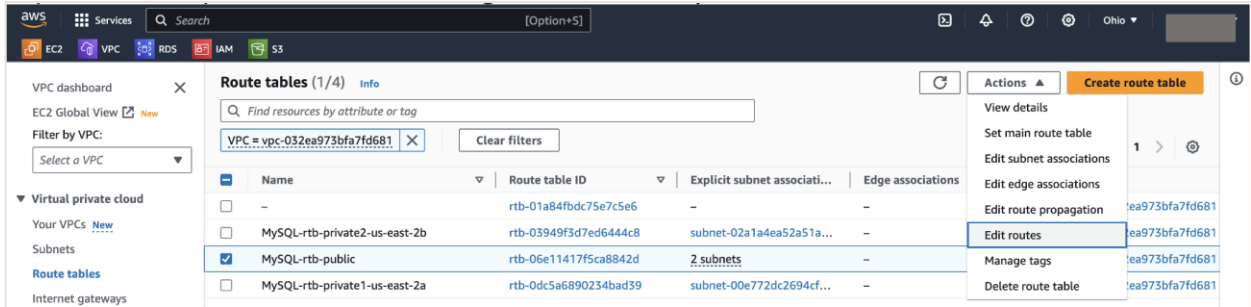 aws Services Search [Option+S] Ohio
EC2 VPC RDS IAM S3
VPC dashboard
EC2 Global View New
Filter by VPC:
Select a VPC
Virtual private cloud
Your VPCs New
Subnets
Route tables
Internet gateways
Route tables (1/4) Info
Actions
Create route table
Find resources by attribute or tag
VPC = vpc-032ea973bfa7fd681
Clear filters
1
Name Route table ID Explicit subnet associati... Edge associations
– rtb-01a84fbdc75e7c5e6 – – ea973bfa7fd681
MySQL-rtb-private2-us-east-2b rtb-03949f3d7ed6444c8 subnet-02a1a4ea52a51a... – ea973bfa7fd681
MySQL-rtb-public rtb-06e11417f5ca8842d 2 subnets – ea973bfa7fd681
MySQL-rtb-private1-us-east-2a rtb-0dc5a6890234bad39 subnet-00e772dc2694cf... – ea973bfa7fd681
View details
Set main route table
Edit subnet associations
Edit edge associations
Edit route propagation
Edit routes
Manage tags
Delete route table